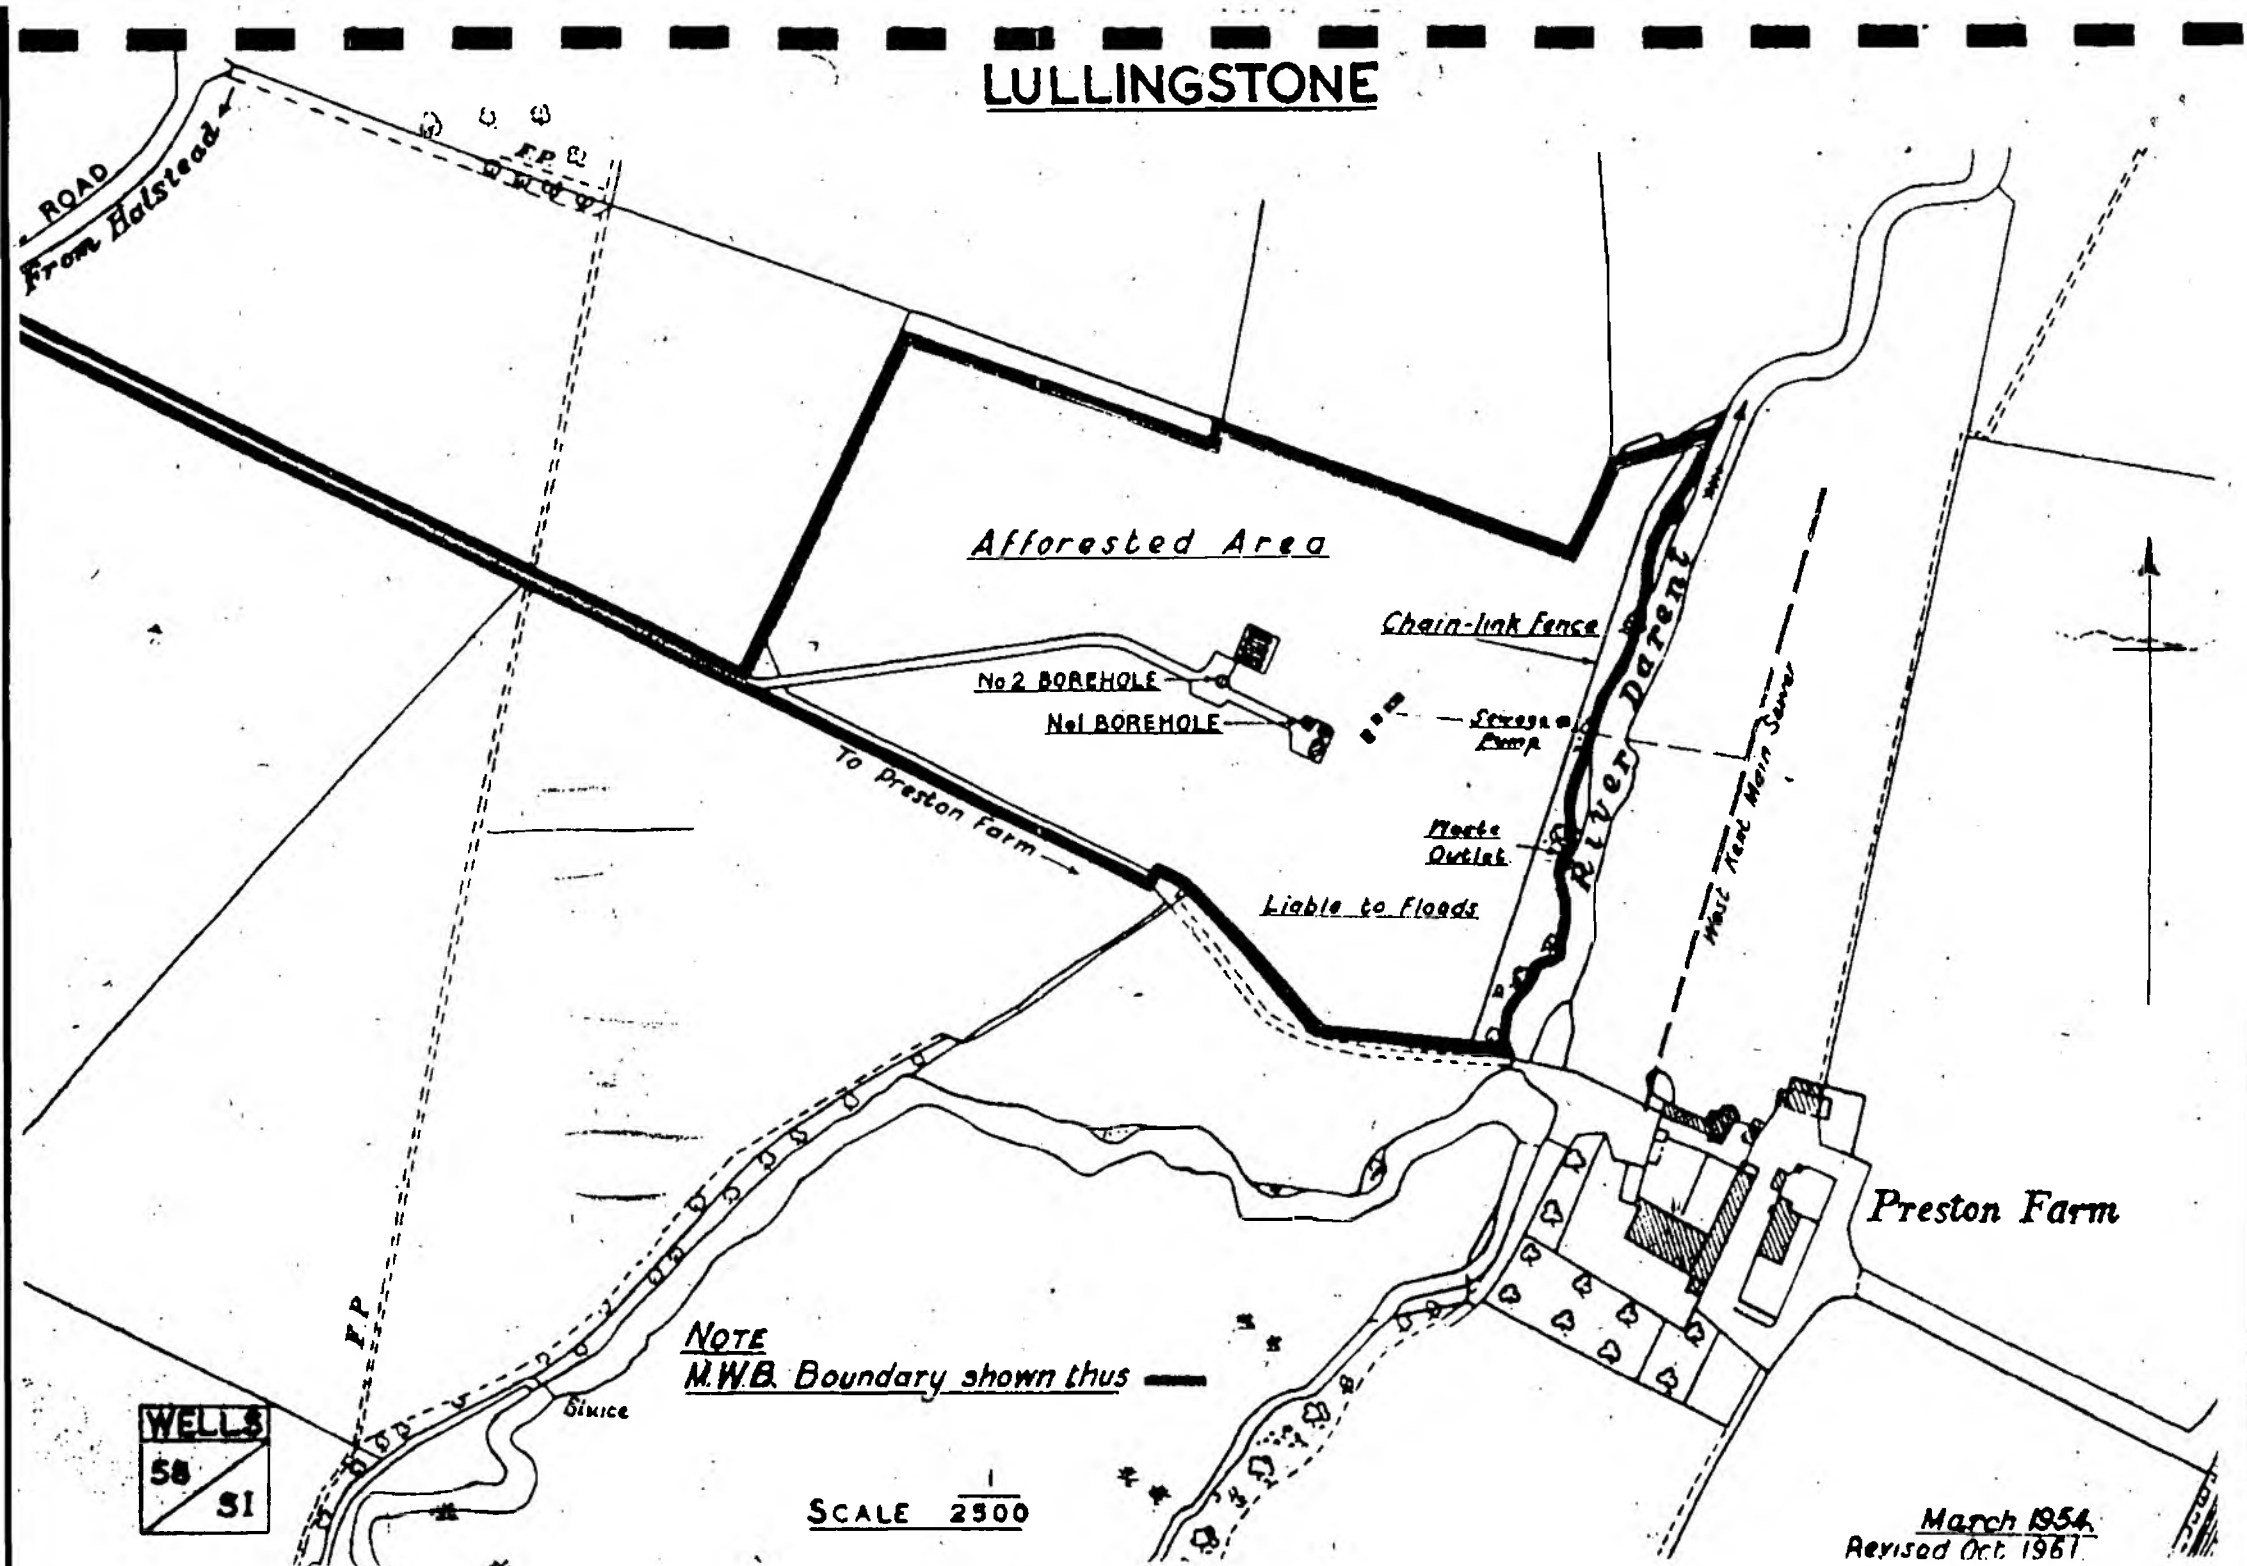 LULLINGSTONE
ROAD
From Halstead
F.P.
Afforested Area
Chain-link Fence
No 2 BOREHOLE
No1 BOREHOLE
Sewage
Pump
River Darent
West Kent Main Sewer
To Preston Farm
Waste
Outlet
Liable to Floods
Preston Farm
F P
NOTE
M.W.B. Boundary shown thus
Sluice
WELLS
58
SI
SCALE 1/2500
March 1954
Revised Oct. 1961